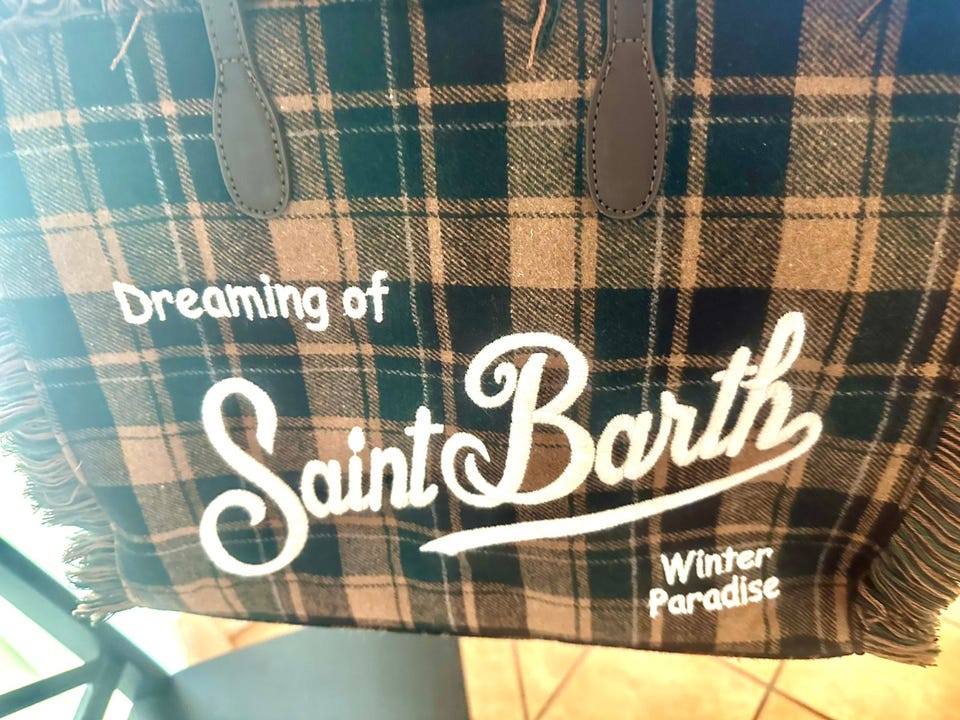 Dreaming of
Saint Barth
Winter
Paradise